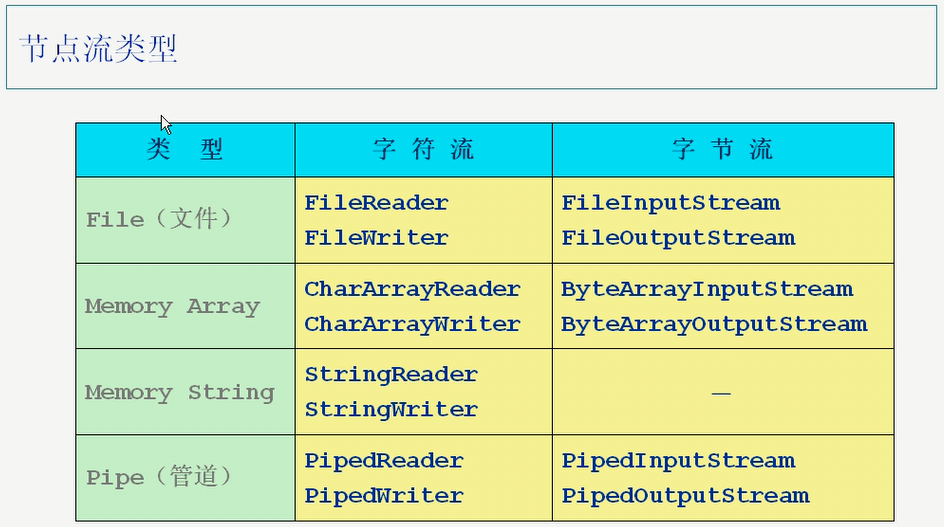 节点流类型
类 型
字 符 流
字 节 流
File（文件）
FileReader
FileWriter
FileInputStream
FileOutputStream
Memory Array
CharArrayReader
CharArrayWriter
ByteArrayInputStream
ByteArrayOutputStream
Memory String
StringReader
StringWriter
—
Pipe（管道）
PipedReader
PipedWriter
PipedInputStream
PipedOutputStream